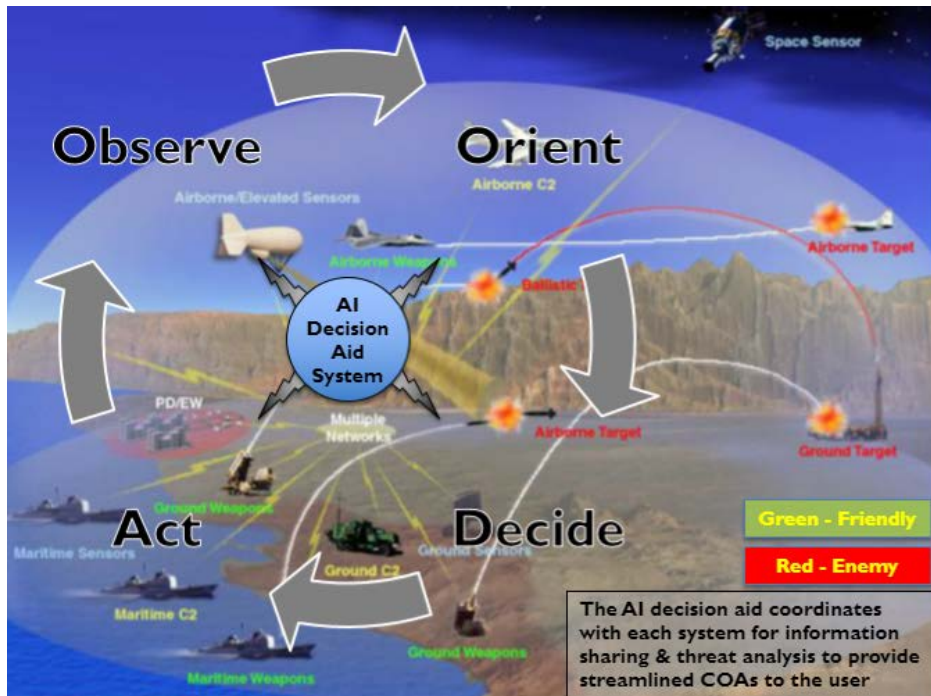 Space Sensor
Observe
Orient
Airborne C2
Airborne/Elevated Sensors
Airborne Weapons
Airborne Target
Ballistic
AI
Decision
Aid
System
PD/EW
Multiple
Networks
Airborne Target
Ground Target
Ground Weapons
Act
Decide
Maritime Sensors
Ground Sensors
Ground C2
Maritime C2
Ground Weapons
Maritime Weapons
Green - Friendly
Red - Enemy
The AI decision aid coordinates
with each system for information
sharing & threat analysis to provide
streamlined COAs to the user